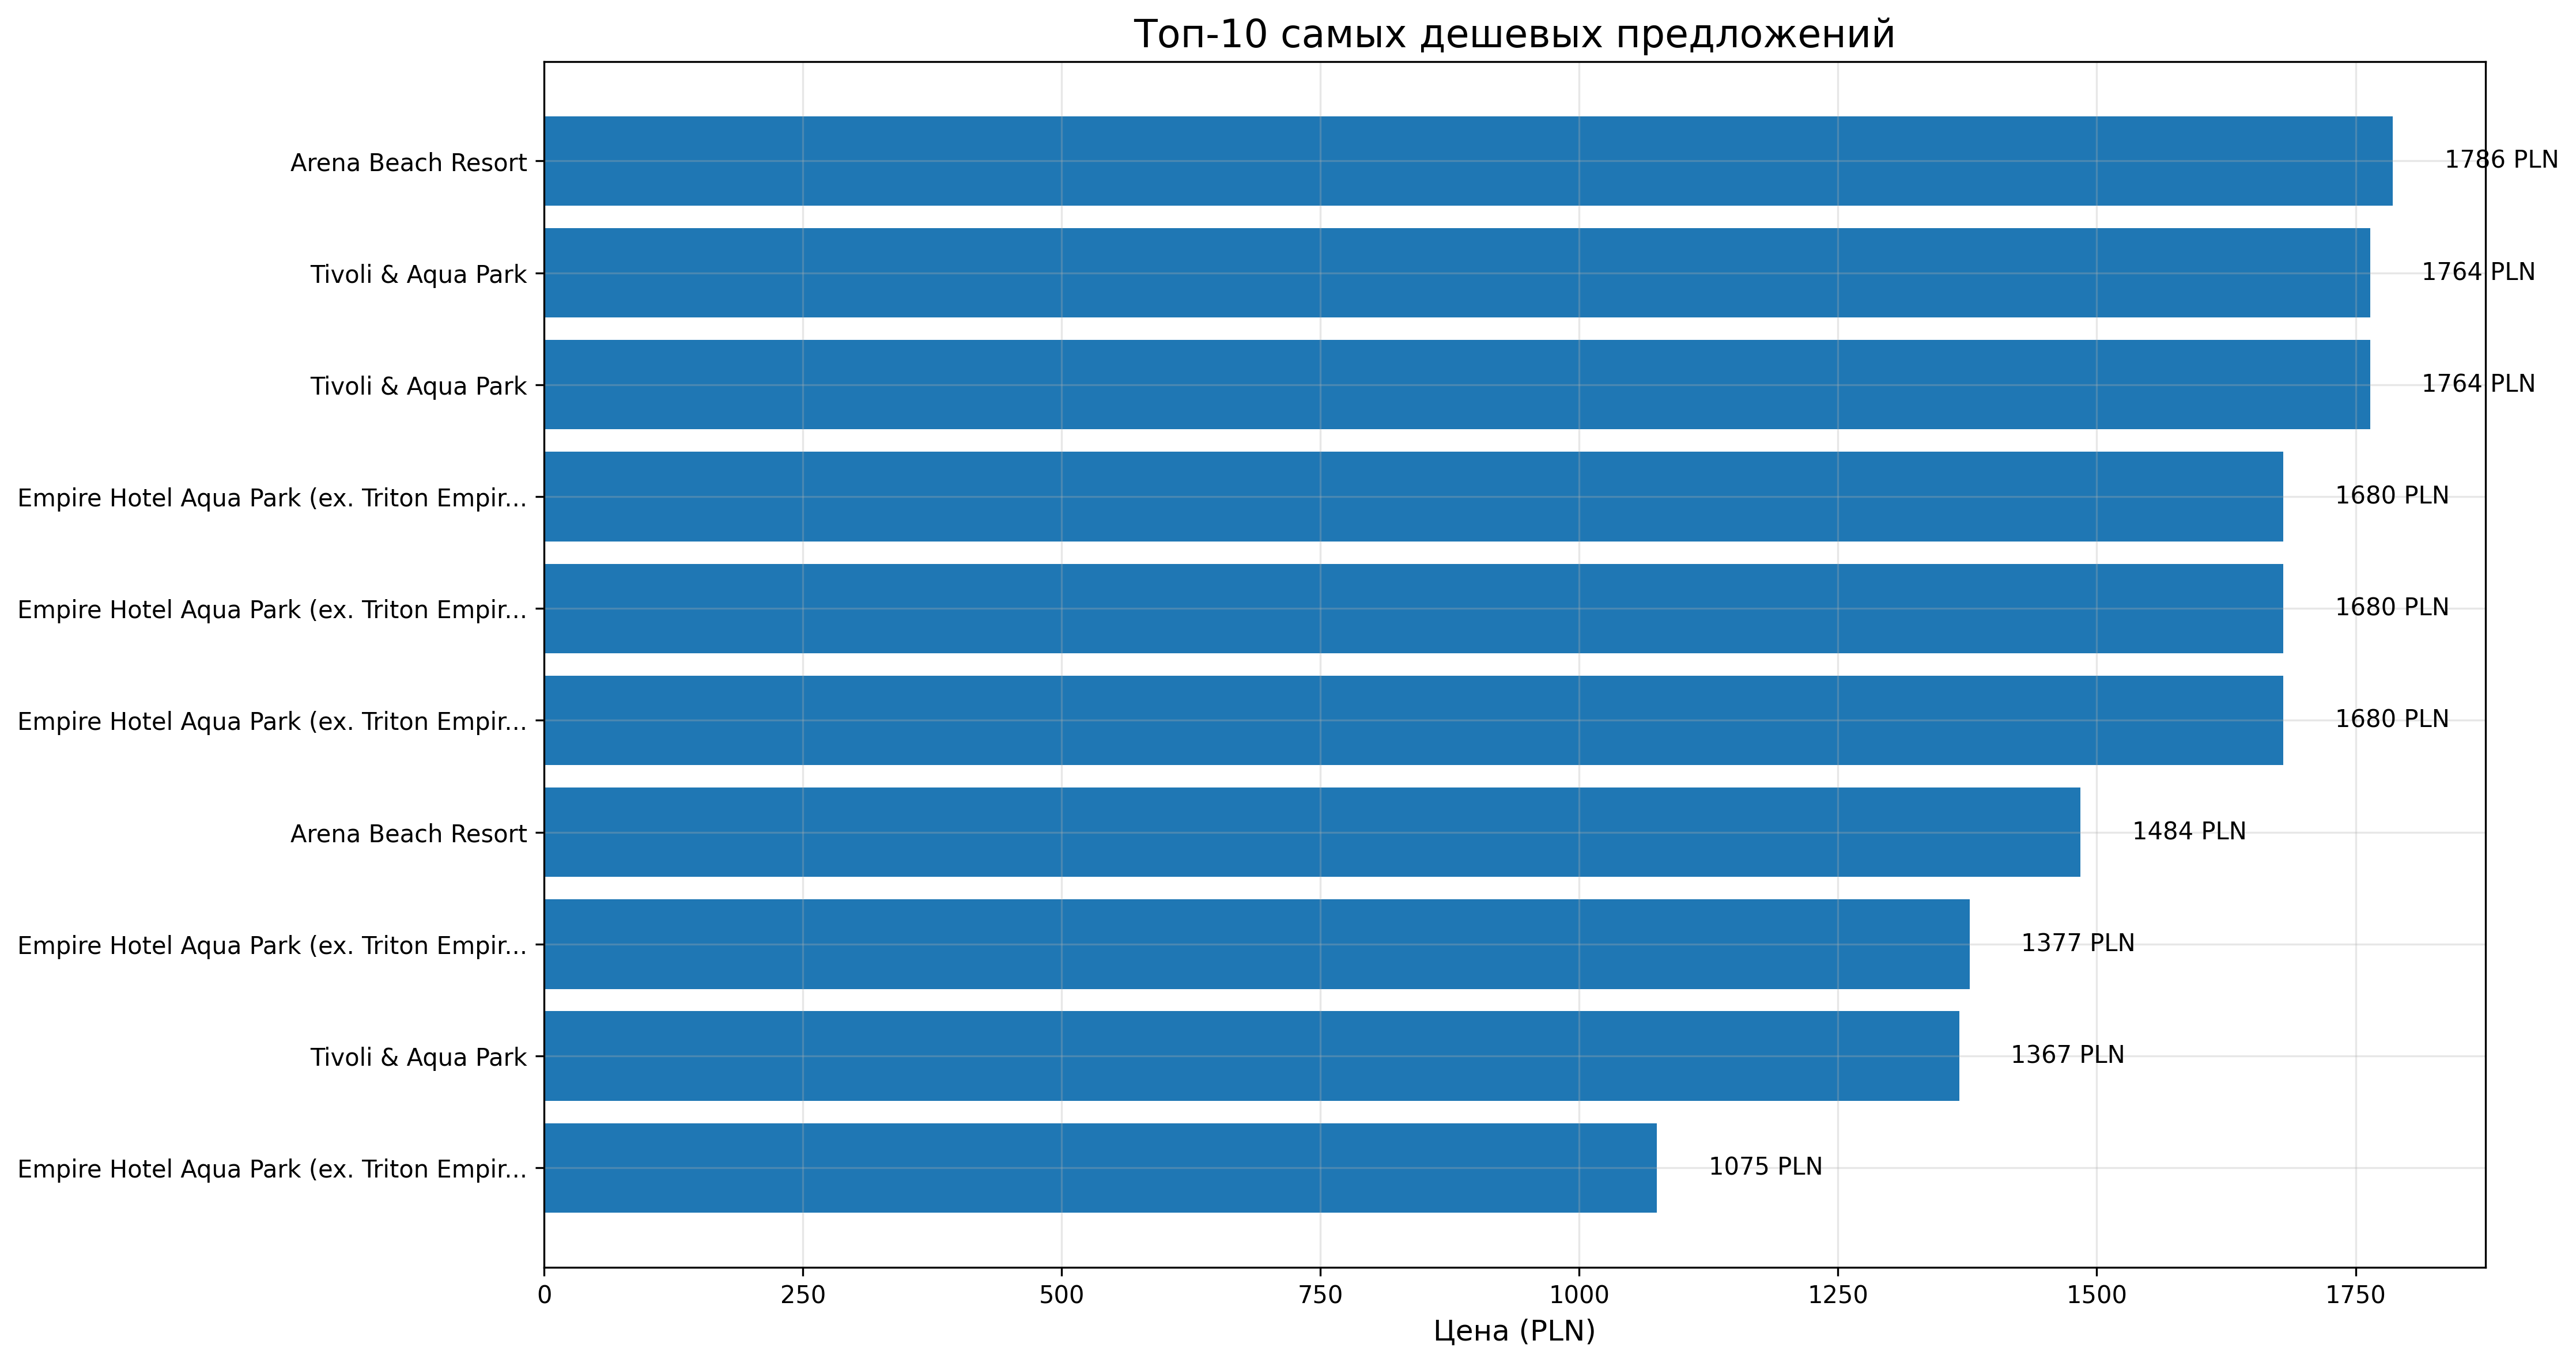 Топ-10 самых дешевых предложений
Arena Beach Resort
1786 PLN
Tivoli & Aqua Park
1764 PLN
Tivoli & Aqua Park
1764 PLN
Empire Hotel Aqua Park (ex. Triton Empir...
1680 PLN
Empire Hotel Aqua Park (ex. Triton Empir...
1680 PLN
Empire Hotel Aqua Park (ex. Triton Empir...
1680 PLN
Arena Beach Resort
1484 PLN
Empire Hotel Aqua Park (ex. Triton Empir...
1377 PLN
Tivoli & Aqua Park
1367 PLN
Empire Hotel Aqua Park (ex. Triton Empir...
1075 PLN
0 250 500 750 1000 1250 1500 1750
Цена (PLN)